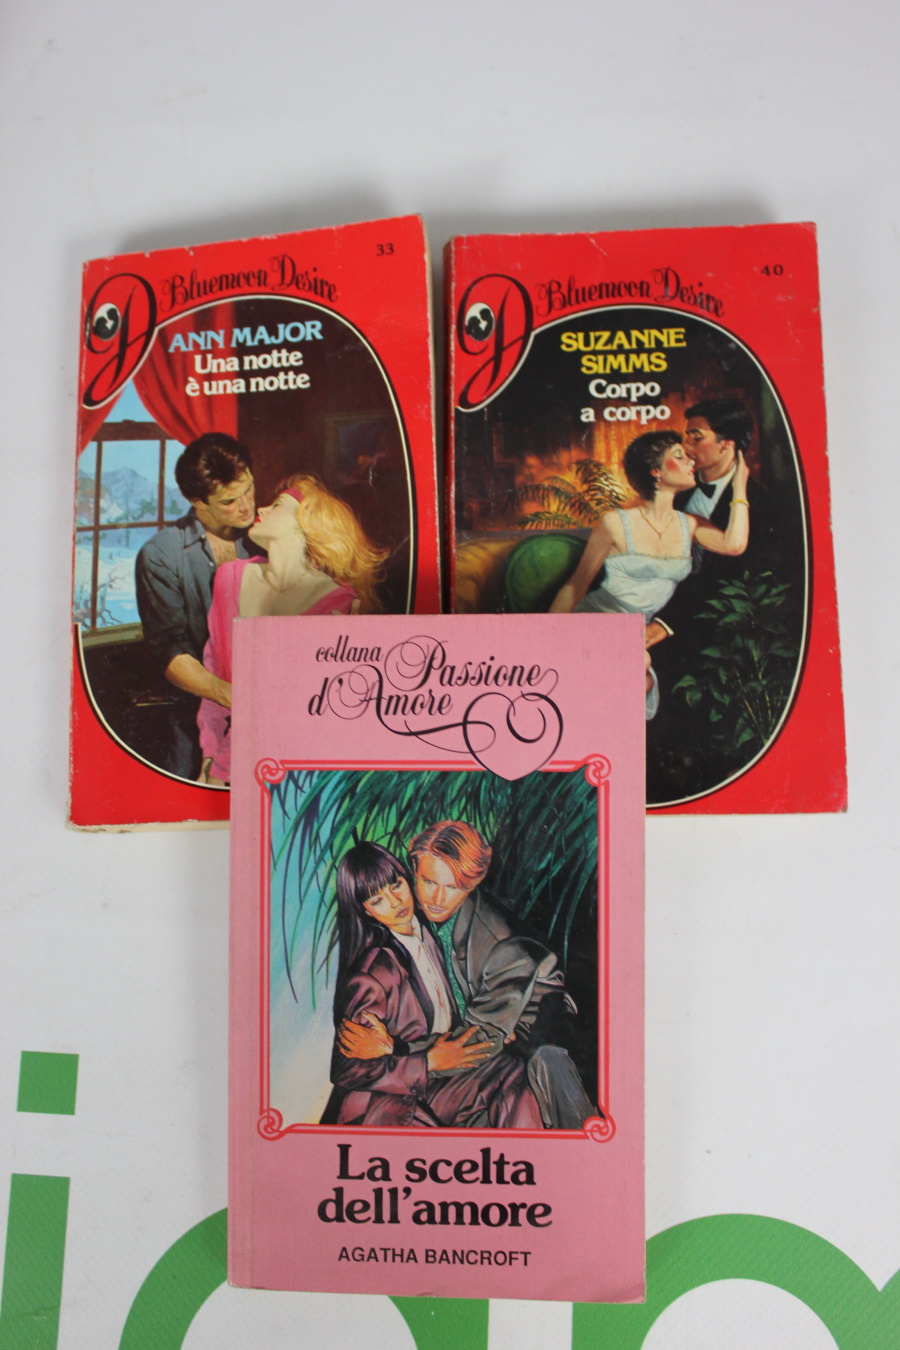 33
Bluemoon Desire
ANN MAJOR
Una notte
è una notte
40
Bluemoon Desire
SUZANNE
SIMMS
Corpo
a corpo
collana Passione
d'Amore
La scelta
dell'amore
AGATHA BANCROFT